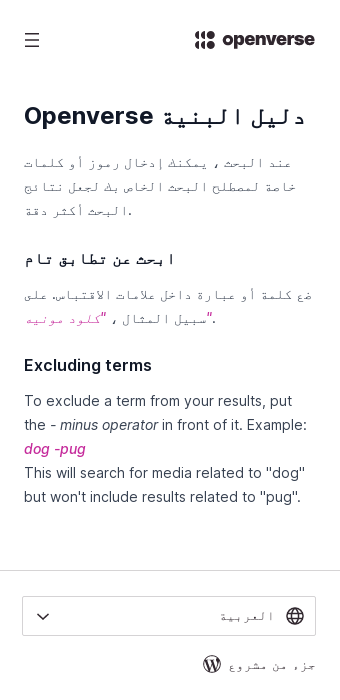 openverse
دليل البنية Openverse
عند البحث ، يمكنك إدخال رموز أو كلمات
خاصة لمصطلح البحث الخاص بك لجعل نتائج
البحث أكثر دقة.
ابحث عن تطابق تام
ضع كلمة أو عبارة داخل علامات الاقتباس. على
سبيل المثال ، "كلود مونيه".
Excluding terms
To exclude a term from your results, put
the - minus operator in front of it. Example:
dog -pug
This will search for media related to "dog"
but won't include results related to "pug".
العربية
جزء من مشروع